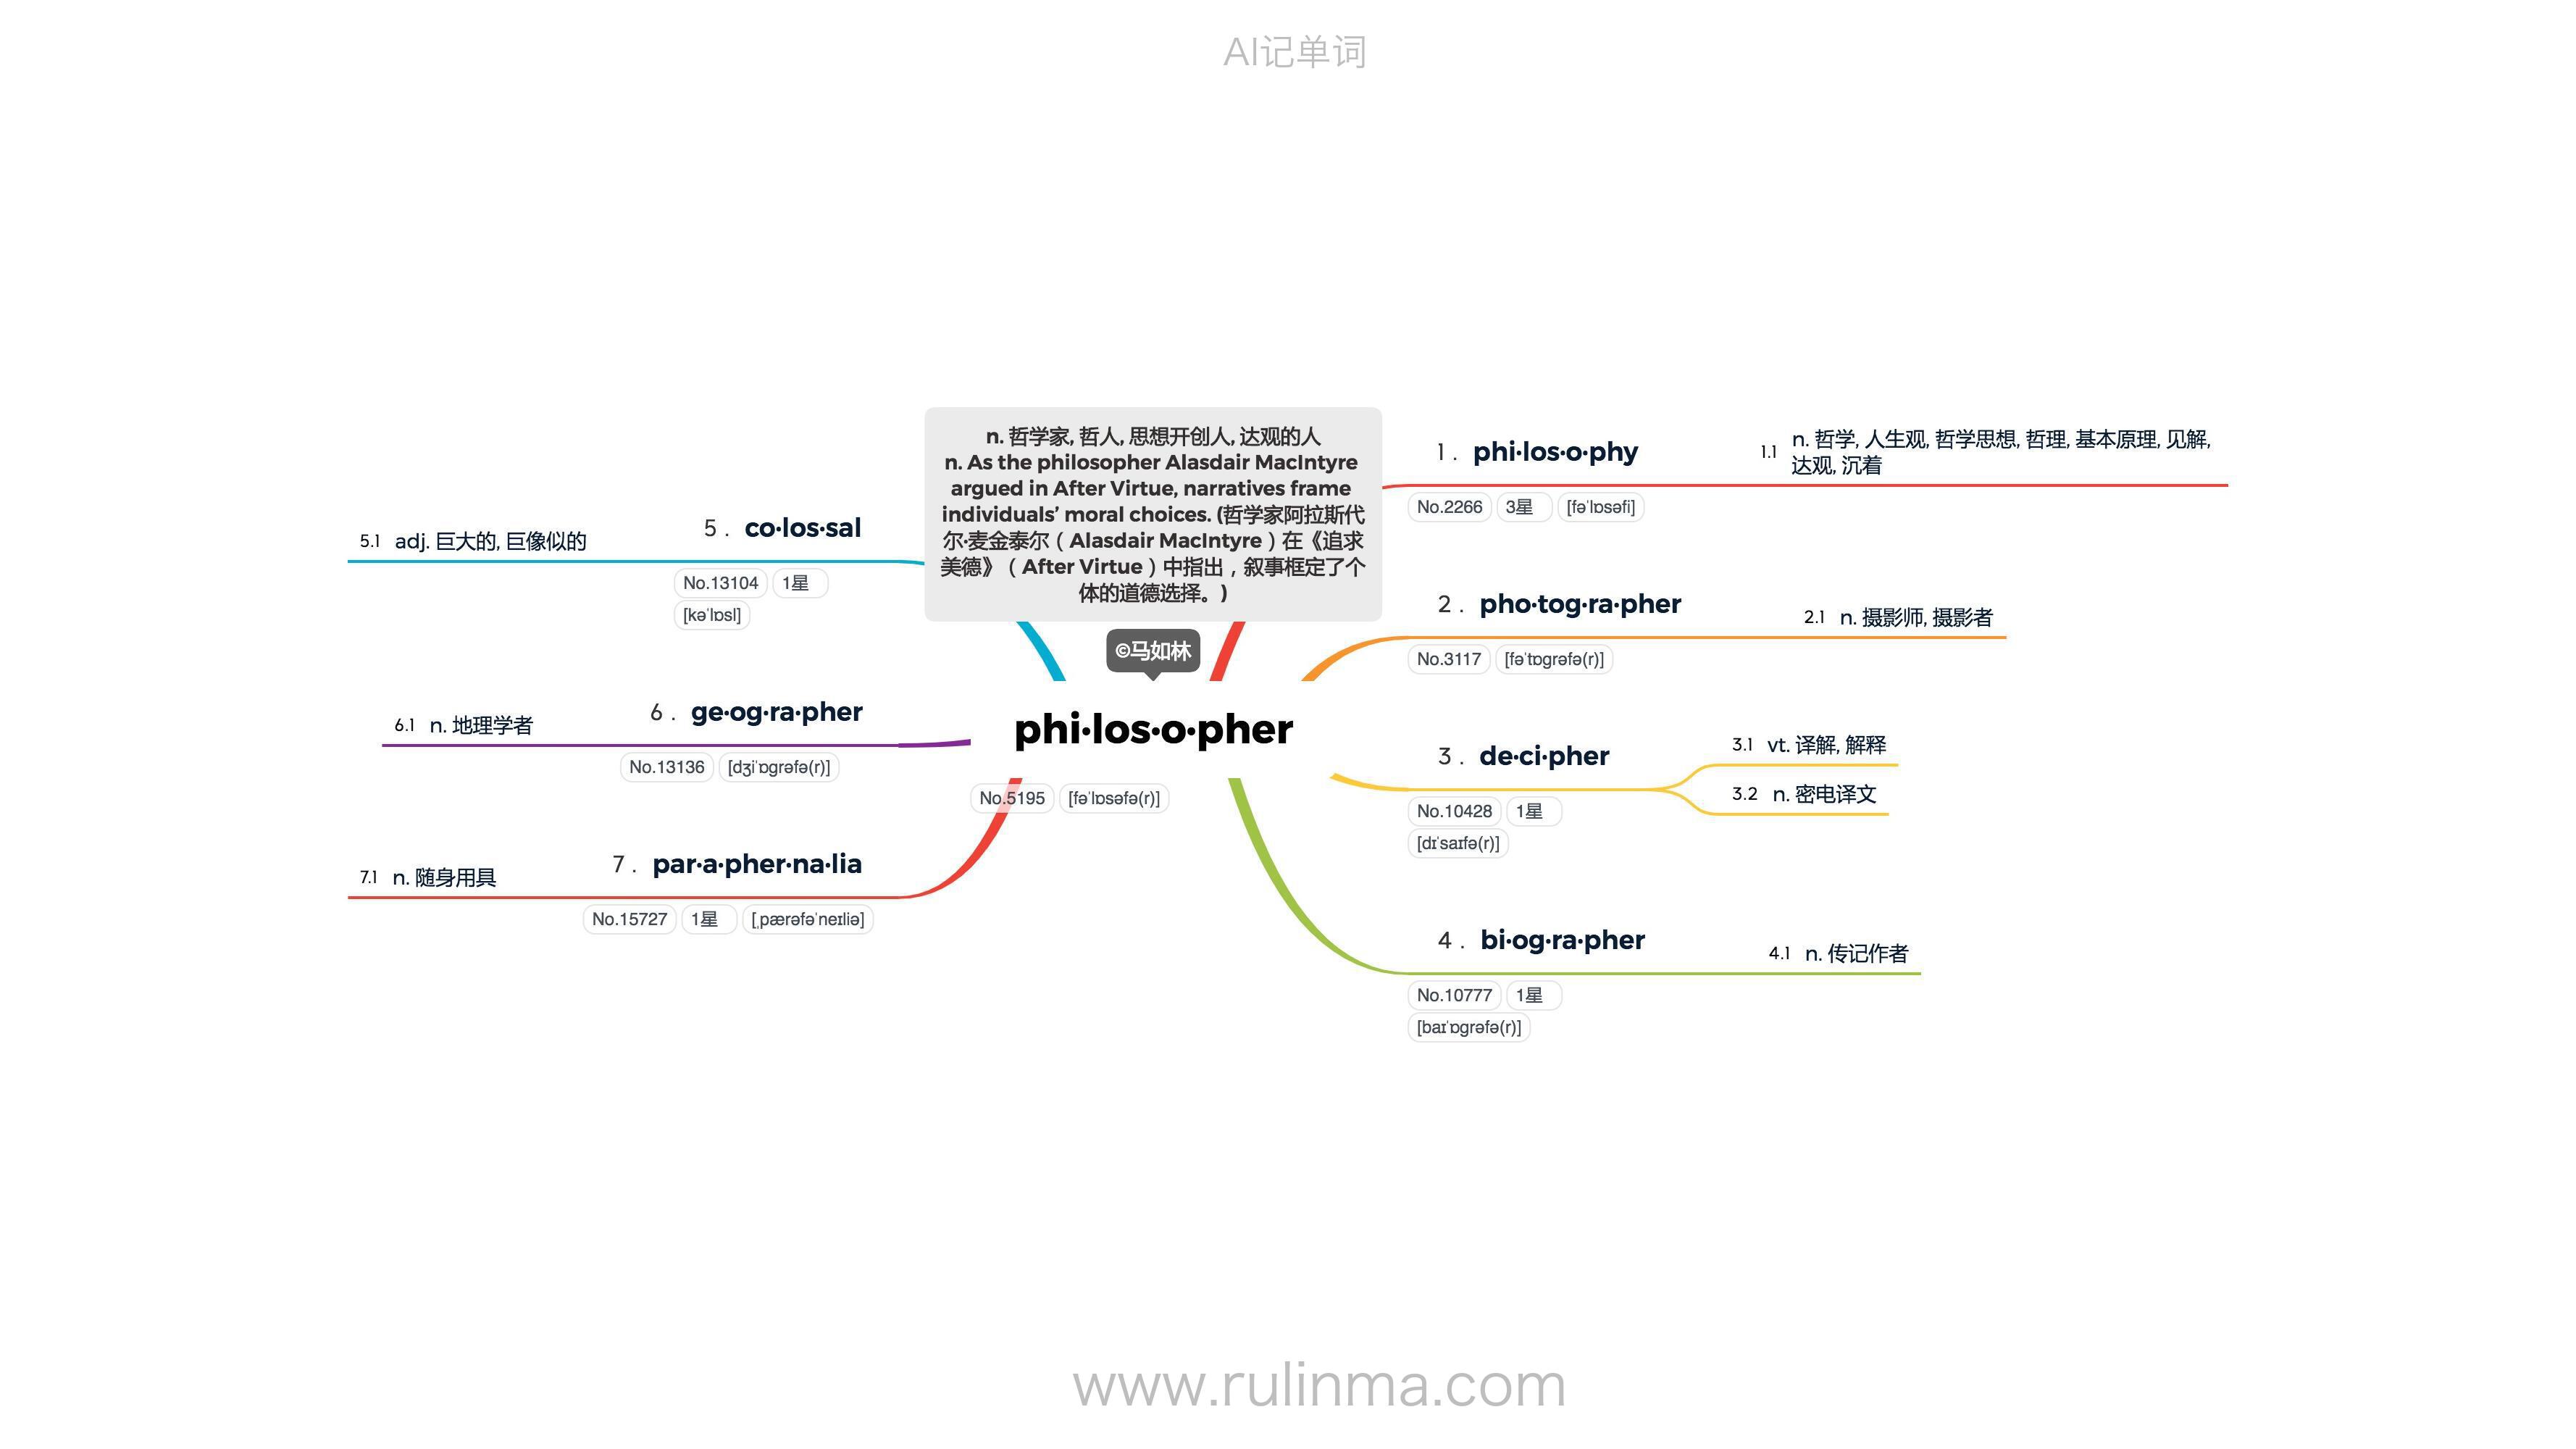 AI记单词
n. 哲学家, 哲人, 思想开创人, 达观的人
n. As the philosopher Alasdair MacIntyre
argued in After Virtue, narratives frame
individuals’ moral choices. (哲学家阿拉斯代
尔·麦金泰尔（Alasdair MacIntyre）在《追求
美德》（After Virtue）中指出，叙事框定了个
体的道德选择。)
©马如林
phi·los·o·pher
No.5195 [fəˈlɒsəfə(r)]
1 . phi·los·o·phy
No.2266 3星 [fəˈlɒsəfi]
1.1 n. 哲学, 人生观, 哲学思想, 哲理, 基本原理, 见解,
达观, 沉着
2 . pho·tog·ra·pher
No.3117 [fəˈtɒɡrəfə(r)]
2.1 n. 摄影师, 摄影者
3 . de·ci·pher
No.10428 1星
[dɪˈsaɪfə(r)]
3.1 vt. 译解, 解释
3.2 n. 密电译文
4 . bi·og·ra·pher
No.10777 1星
[baɪˈɒɡrəfə(r)]
4.1 n. 传记作者
5 . co·los·sal
No.13104 1星
[kəˈlɒsl]
5.1 adj. 巨大的, 巨像似的
6 . ge·og·ra·pher
No.13136 [dʒiˈɒɡrəfə(r)]
6.1 n. 地理学者
7 . par·a·pher·na·lia
No.15727 1星 [ˌpærəfəˈneɪliə]
7.1 n. 随身用具
www.rulinma.com